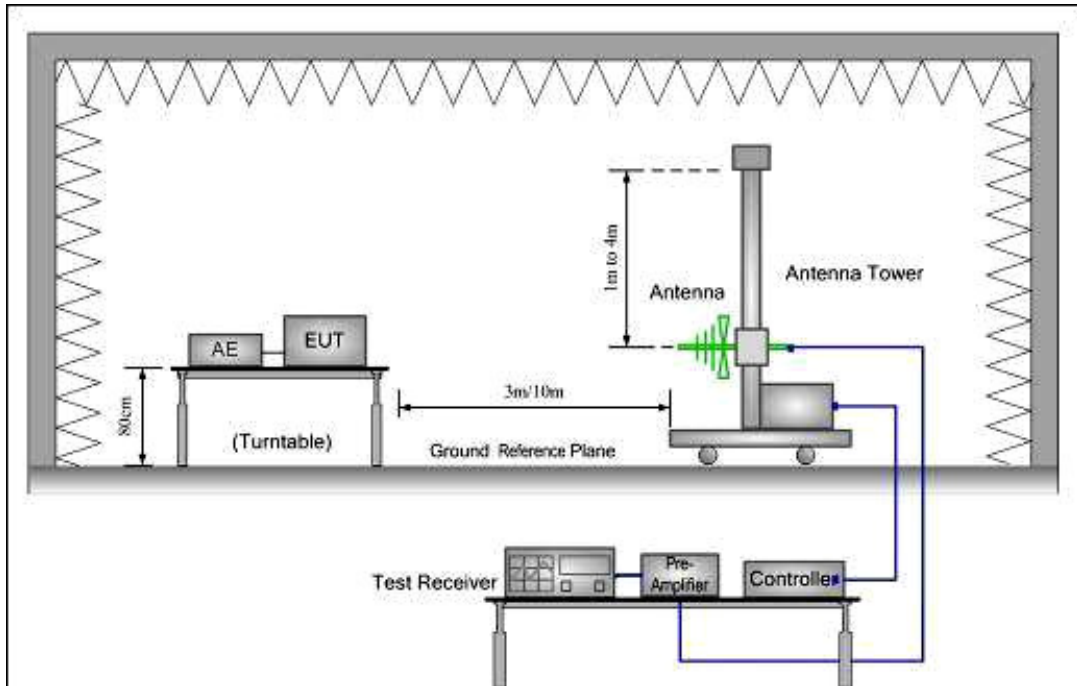 1m to 4m
Antenna Tower
Antenna
AE
EUT
80cm
3m/10m
(Turntable)
Ground Reference Plane
Test Receiver
Pre-
Amplifier
Controlle